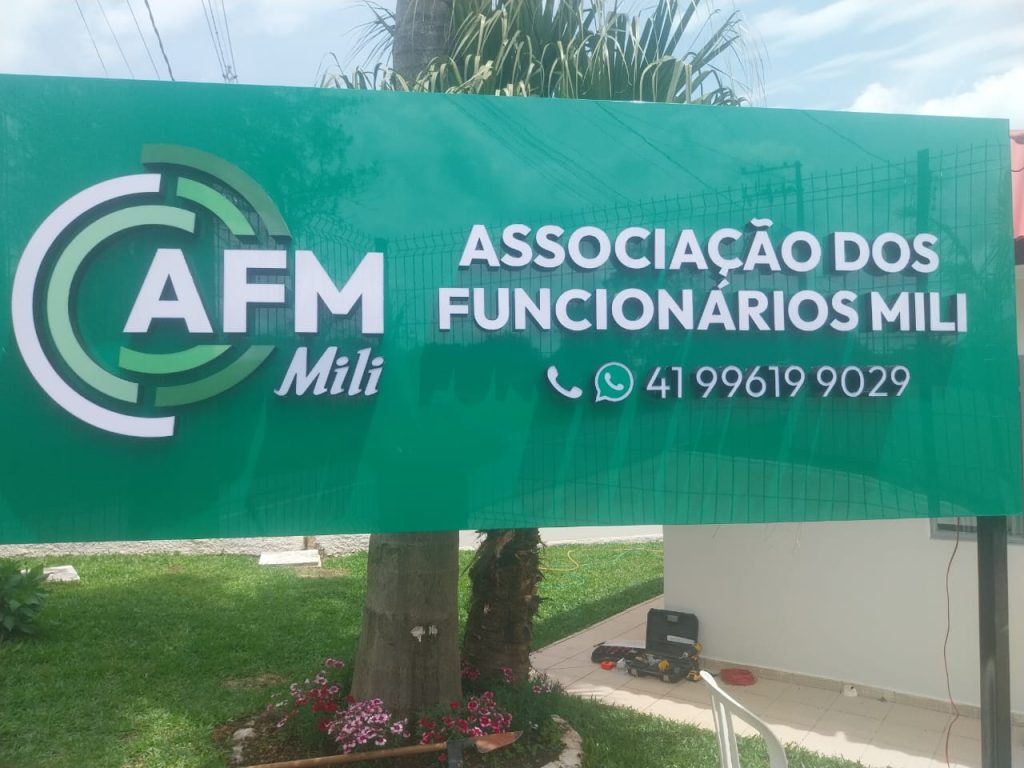 AFM
Mili
ASSOCIAÇÃO DOS
FUNCIONÁRIOS MILI
41 99619 9029